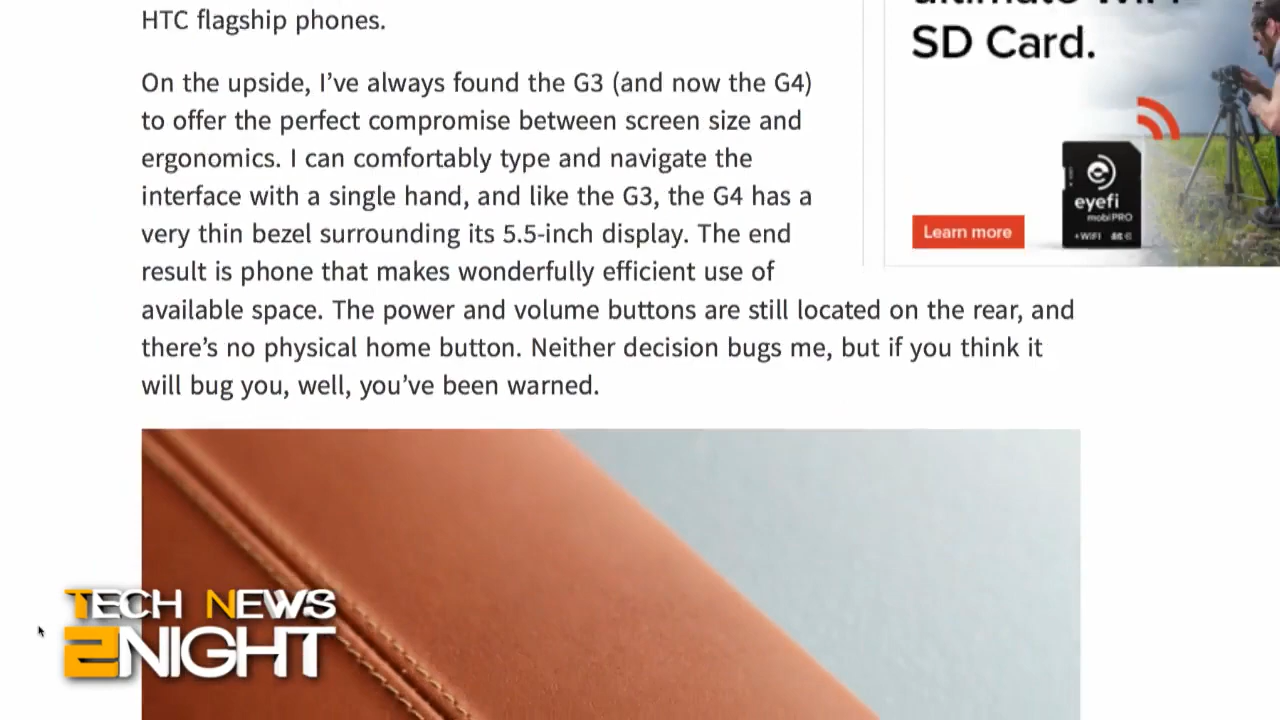 HTC flagship phones.
On the upside, I've always found the G3 (and now the G4)
to offer the perfect compromise between screen size and
ergonomics. I can comfortably type and navigate the
interface with a single hand, and like the G3, the G4 has a
very thin bezel surrounding its 5.5-inch display. The end
result is phone that makes wonderfully efficient use of
available space. The power and volume buttons are still located on the rear, and
there's no physical home button. Neither decision bugs me, but if you think it
will bug you, well, you've been warned.
SD Card.
eyefi
mobiPRO
+WIFI
Learn more
TECH NEWS
2NIGHT